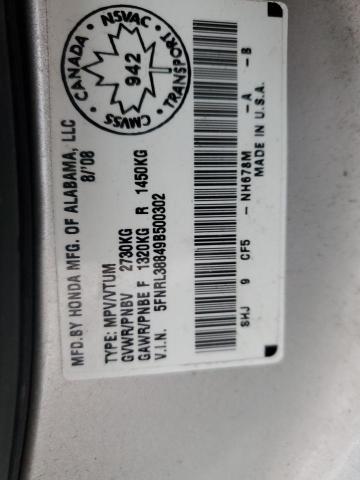 MFD.BY HONDA MFG. OF ALABAMA, LLC
8/'08
TYPE: MPV/VTUM
GVWR/PNBV 2730KG
GAWR/PNBE F 1320KG R 1450KG
V.I.N. 5FNRL38849B500302
SHJ 9 CF5 - NH678M -A -B
MADE IN U.S.A.
CANADA
NSVAC
TRANSPORT
CMVSS
942